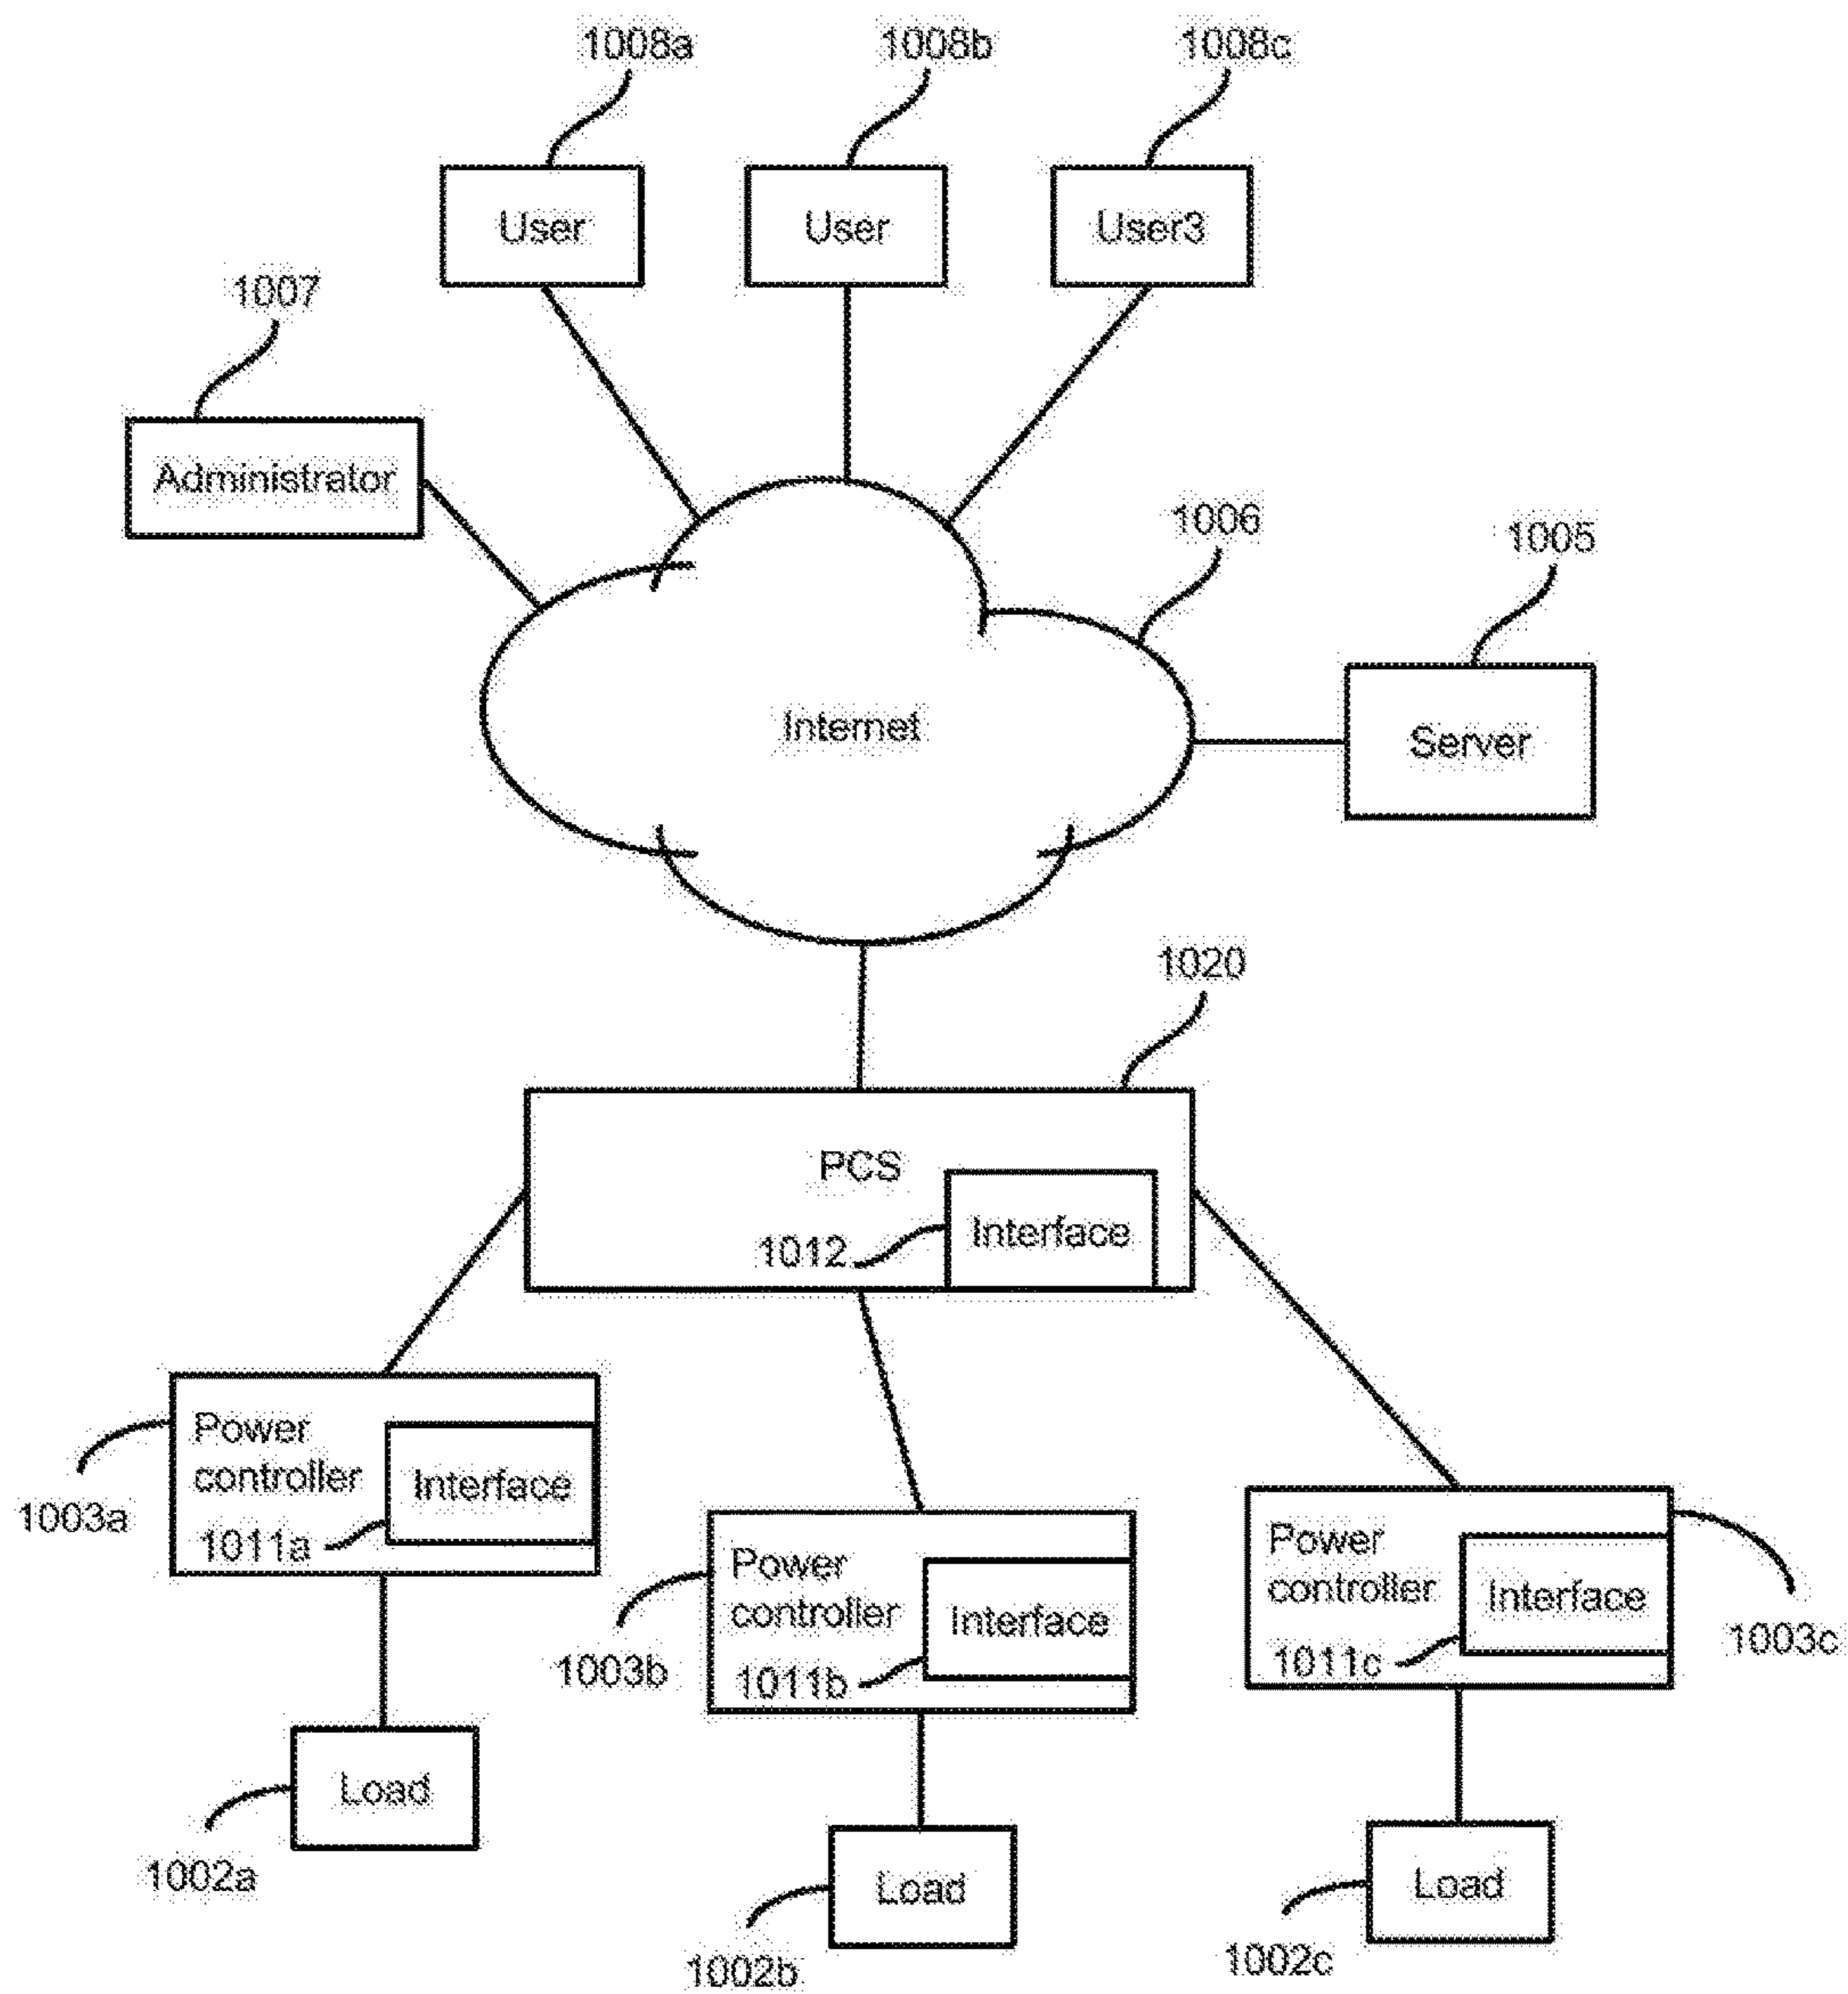 1008a
1008b
1008c
User
User
User3
1007
Administrator
1006
1005
Internet
Server
1020
PCS
1012
Interface
Power
controller
Interface
1003a
1011a
Power
controller
Interface
1003b
1011b
Power
controller
Interface
1003c
1011c
Load
1002a
Load
1002b
Load
1002c